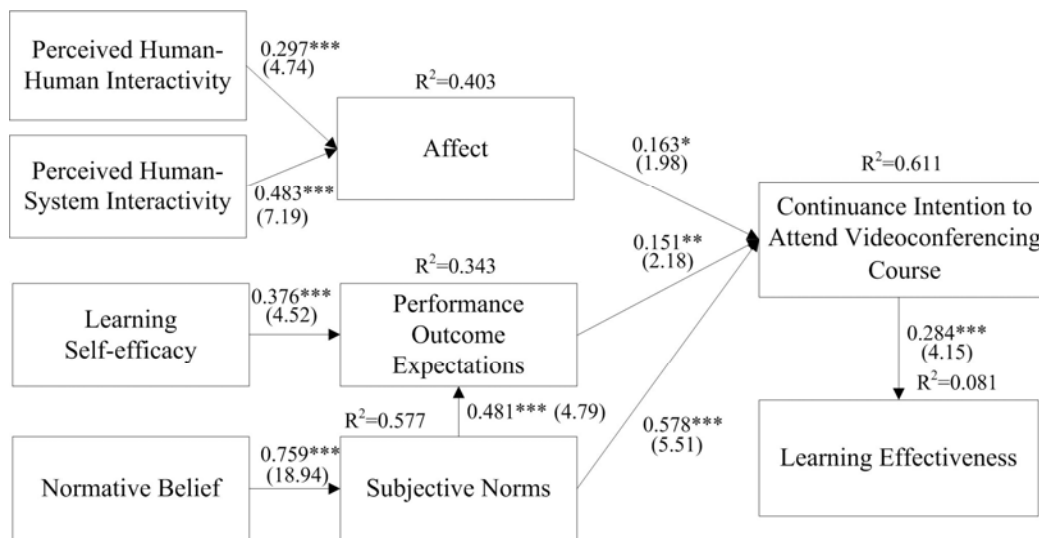 Perceived Human-
Human Interactivity
0.297***
(4.74)
R²=0.403
Affect
Perceived Human-
System Interactivity
0.483***
(7.19)
0.163*
(1.98)
R²=0.611
Continuance Intention to
Attend Videoconferencing
Course
0.151**
(2.18)
R²=0.343
Learning
Self-efficacy
0.376***
(4.52)
Performance
Outcome
Expectations
0.284***
(4.15)
R²=0.081
R²=0.577
0.481*** (4.79)
0.578***
(5.51)
Normative Belief
0.759***
(18.94)
Subjective Norms
Learning Effectiveness